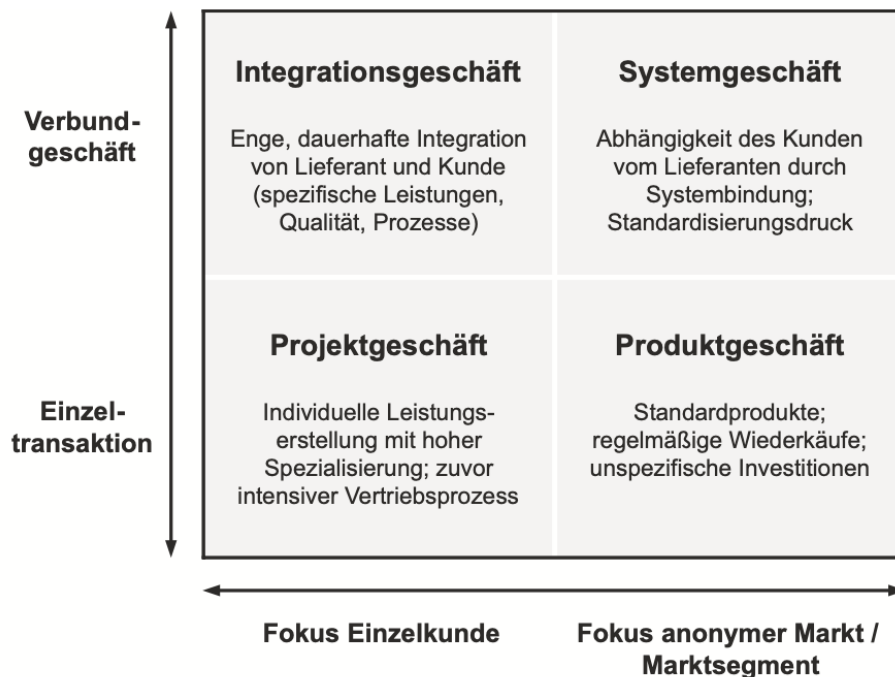 Verbund-
geschäft
Integrationsgeschäft
Enge, dauerhafte Integration
von Lieferant und Kunde
(spezifische Leistungen,
Qualität, Prozesse)
Systemgeschäft
Abhängigkeit des Kunden
vom Lieferanten durch
Systembindung;
Standardisierungsdruck
Einzel-
transaktion
Projektgeschäft
Individuelle Leistungs-
erstellung mit hoher
Spezialisierung; zuvor
intensiver Vertriebsprozess
Produktgeschäft
Standardprodukte;
regelmäßige Wiederkäufe;
unspezifische Investitionen
Fokus Einzelkunde
Fokus anonymer Markt /
Marktsegment